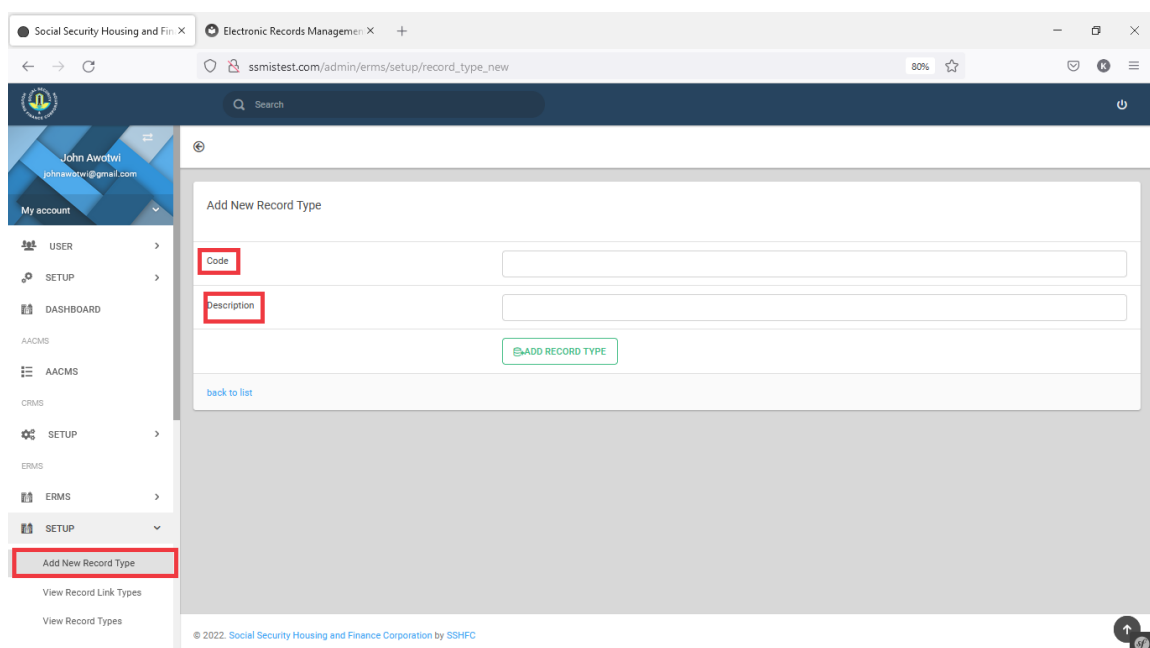 Social Security Housing and Fin
Electronic Records Managemen
ssmistest.com/admin/erms/setup/record_type_new
80%
K
Search
John Awotwi
johnawotwi@gmail.com
My account
Add New Record Type
USER
Code
SETUP
Description
DASHBOARD
AACMS
ADD RECORD TYPE
AACMS
back to list
CRMS
SETUP
ERMS
ERMS
SETUP
Add New Record Type
View Record Link Types
View Record Types
© 2022. Social Security Housing and Finance Corporation by SSHFC
sf